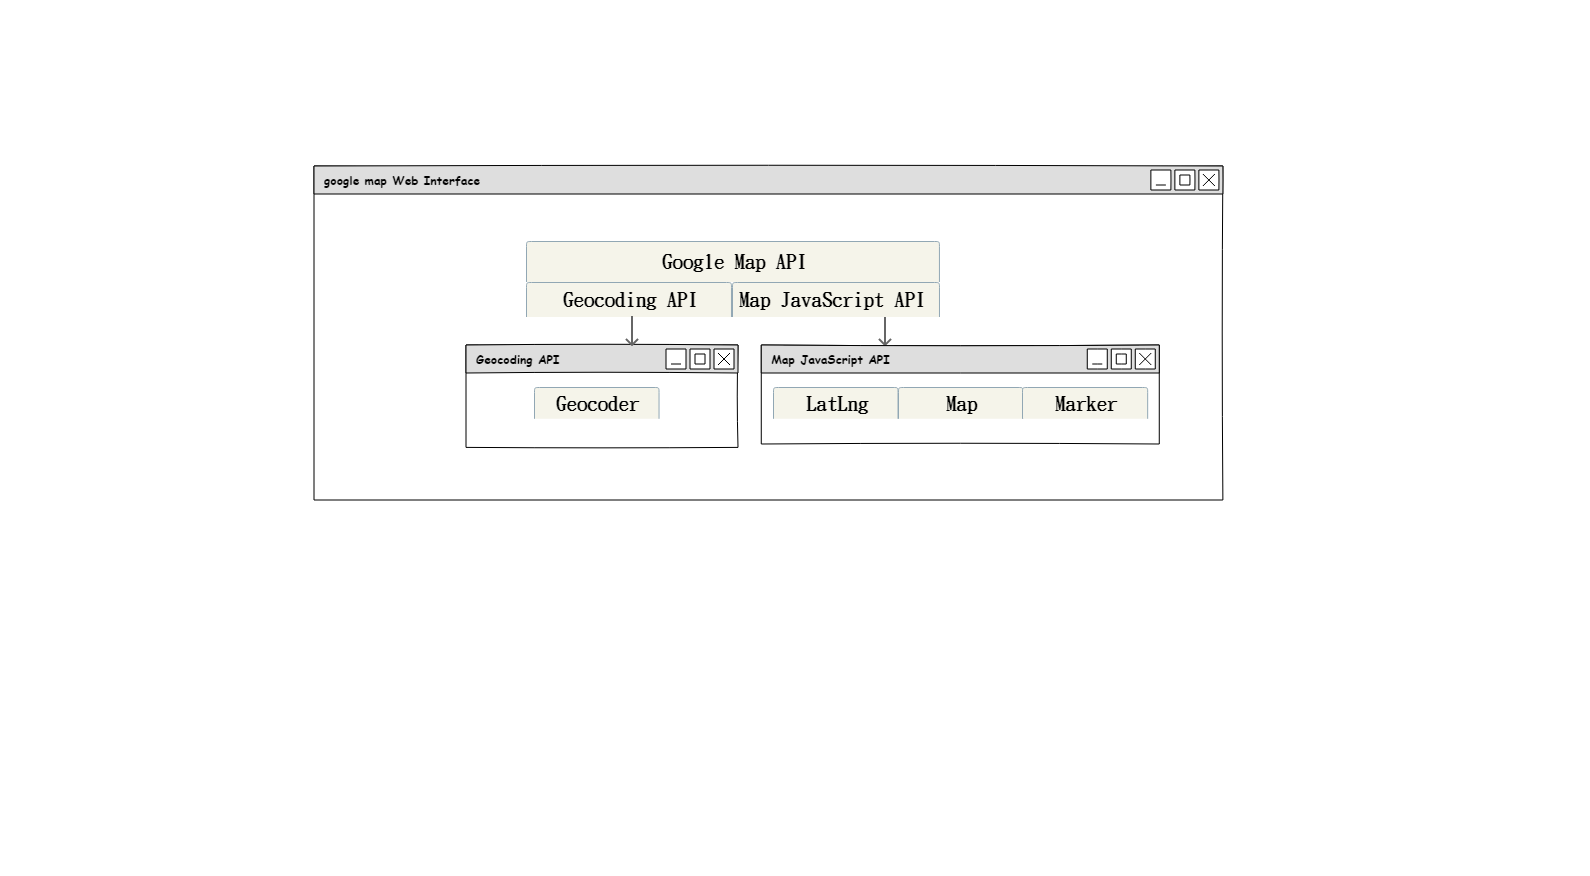 google map Web Interface
Google Map API
Geocoding API
Map JavaScript API
Geocoding API
Map JavaScript API
Geocoder
LatLng
Map
Marker